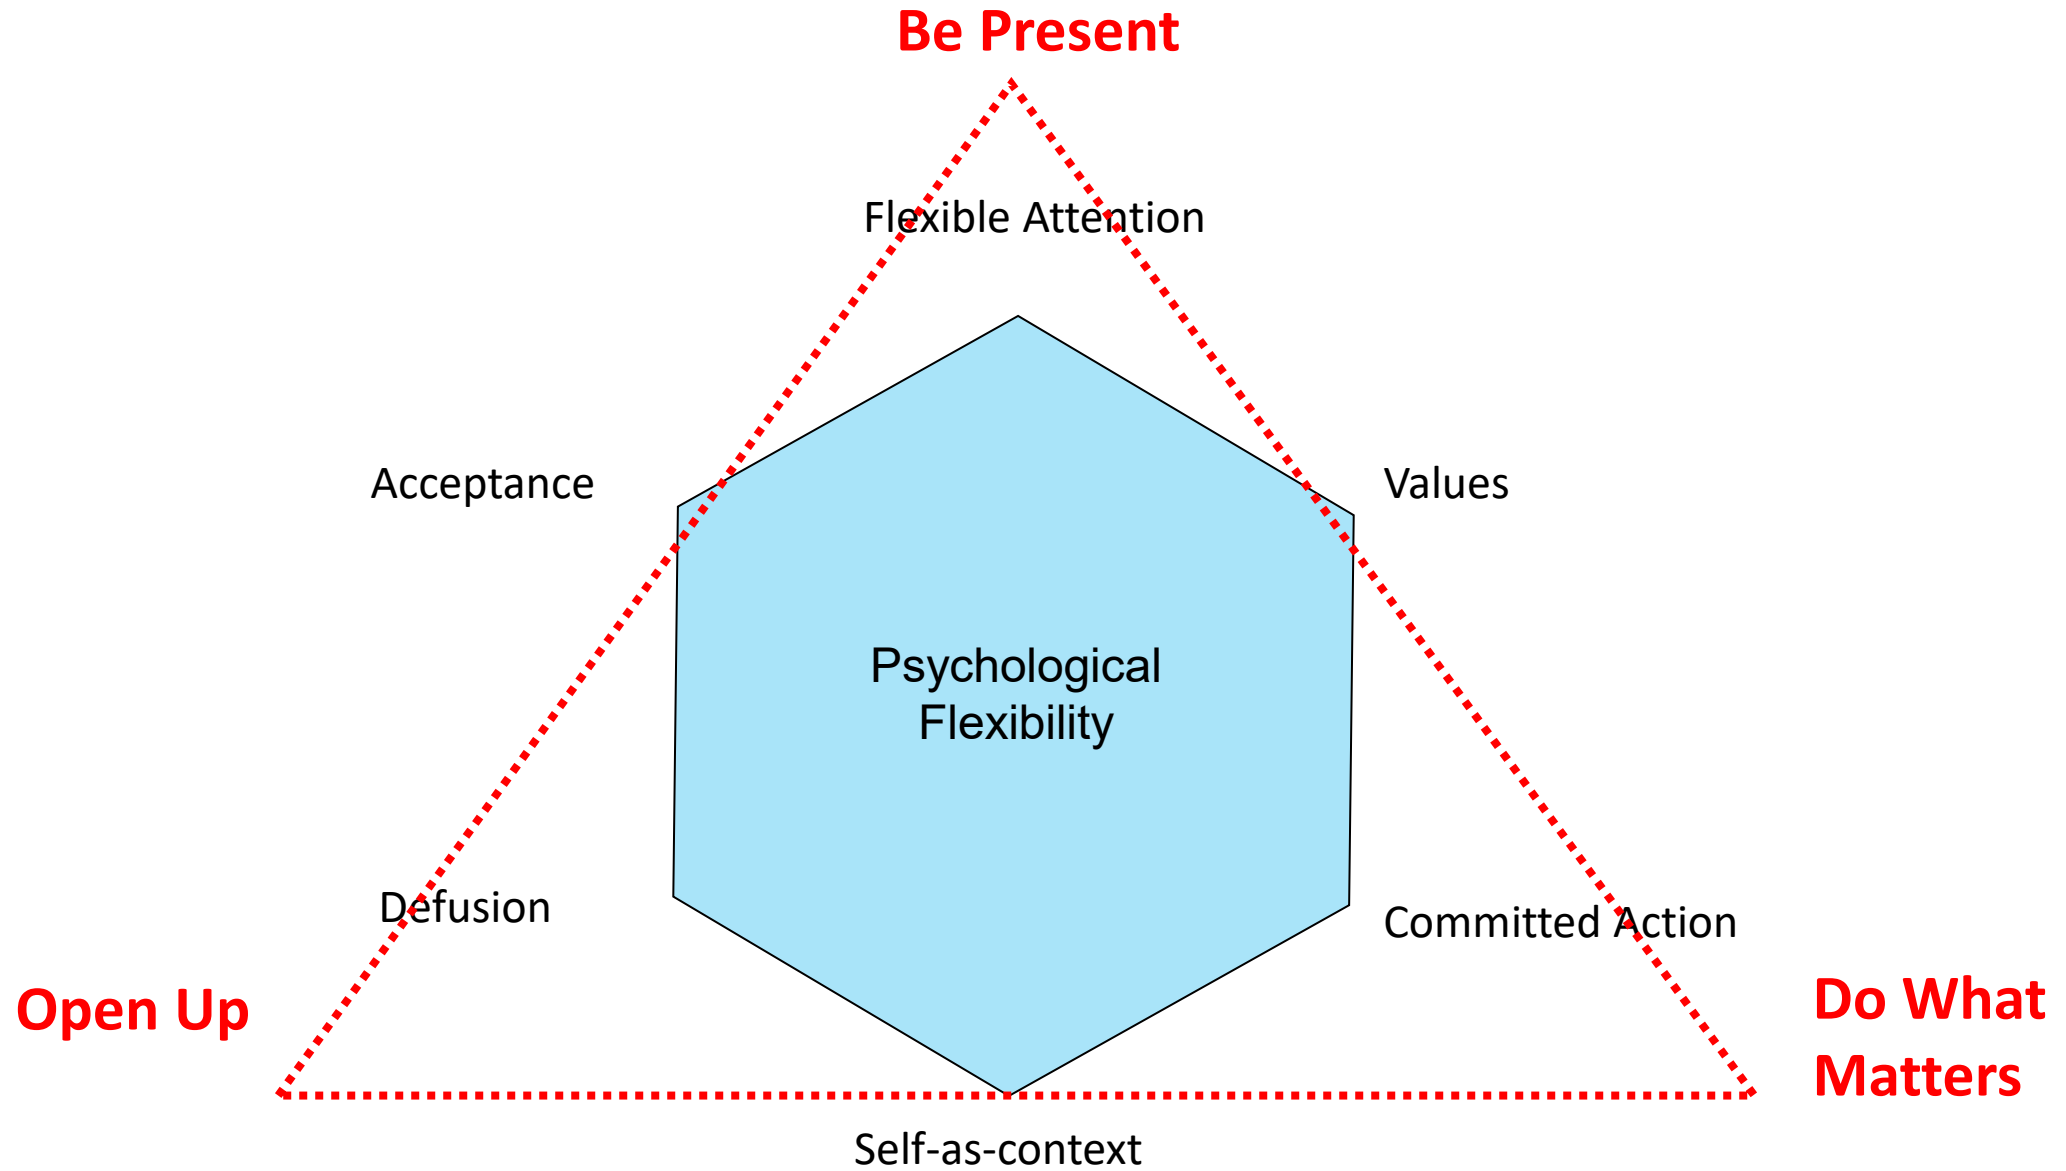 Be Present
Flexible Attention
Acceptance
Values
Psychological
Flexibility
Defusion
Committed Action
Open Up
Do What
Matters
Self-as-context